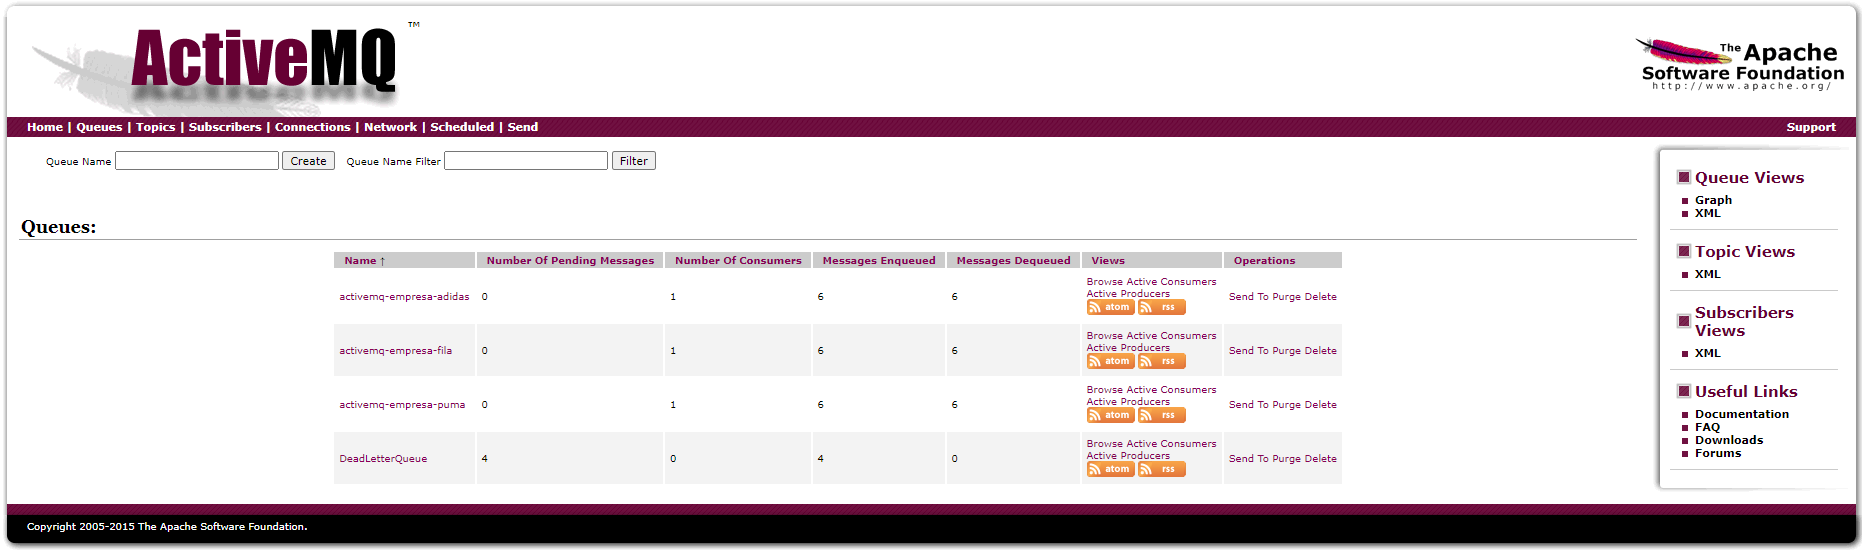 ActiveMQ ™
The Apache
Software Foundation
http://www.apache.org/
Home | Queues | Topics | Subscribers | Connections | Network | Scheduled | Send
Support
Queue Name Create Queue Name Filter Filter
Queues:
Name ↑ Number Of Pending Messages Number Of Consumers Messages Enqueued Messages Dequeued Views Operations
activemq-empresa-adidas 0 1 6 6 Browse Active Consumers
Active Producers
atom rss
Send To Purge Delete
activemq-empresa-fila 0 1 6 6 Browse Active Consumers
Active Producers
atom rss
Send To Purge Delete
activemq-empresa-puma 0 1 6 6 Browse Active Consumers
Active Producers
atom rss
Send To Purge Delete
DeadLetterQueue 4 0 4 0 Browse Active Consumers
Active Producers
atom rss
Send To Purge Delete
Queue Views
Graph
XML
Topic Views
XML
Subscribers
Views
XML
Useful Links
Documentation
FAQ
Downloads
Forums
Copyright 2005-2015 The Apache Software Foundation.